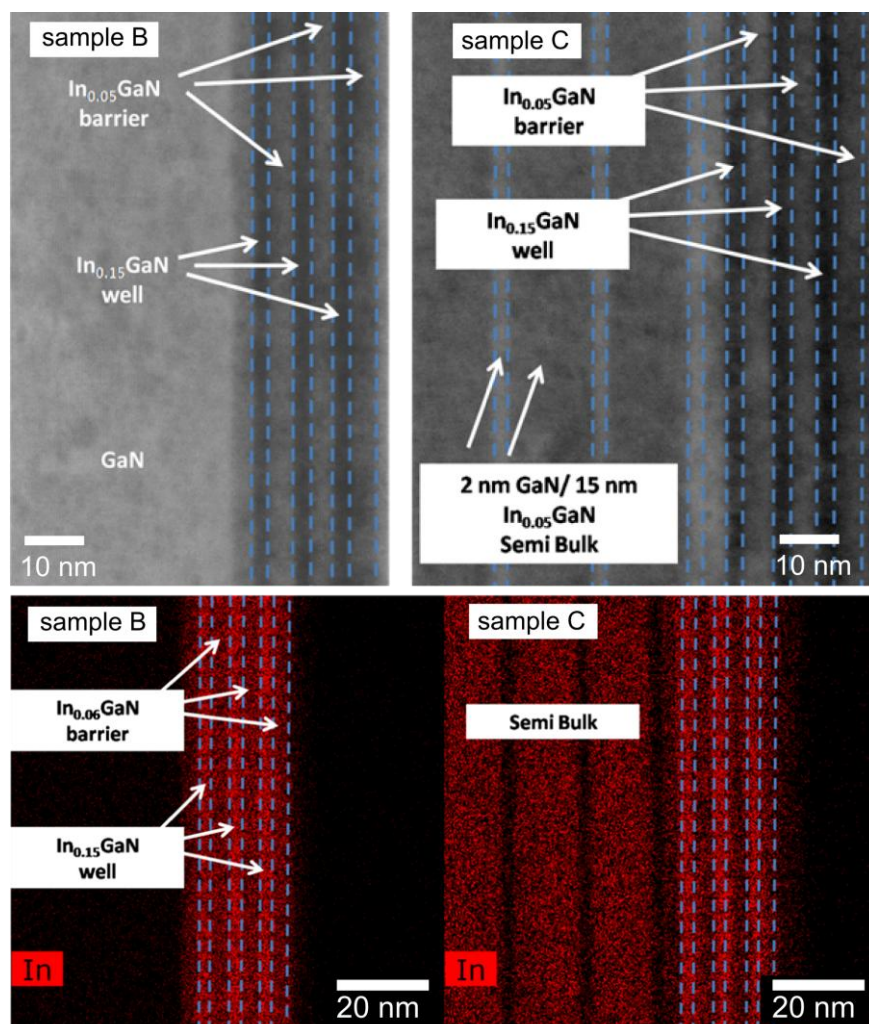 sample B
In₀.₀₅GaN
barrier
In₀.₁₅GaN
well
GaN
10 nm
sample C
In₀.₀₅GaN
barrier
In₀.₁₅GaN
well
2 nm GaN/ 15 nm
In₀.₀₅GaN
Semi Bulk
10 nm
sample B
In₀.₀₆GaN
barrier
In₀.₁₅GaN
well
In
20 nm
sample C
Semi Bulk
In
20 nm